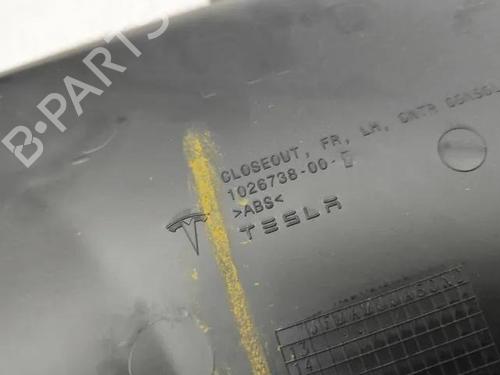 B-PARTS
CLOSEOUT, FR, LH, CNTR CONSOL
1026738-00-E
>ABS<
TESLA